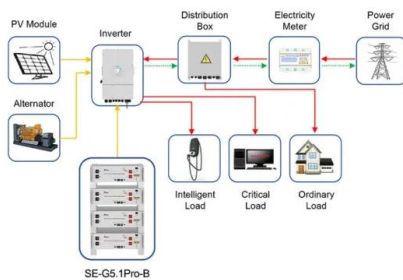 PV Module
Inverter
Distribution
Box
Electricity
Meter
Power
Grid
Alternator
Intelligent
Load
Critical
Load
Ordinary
Load
SE-G5.1Pro-B